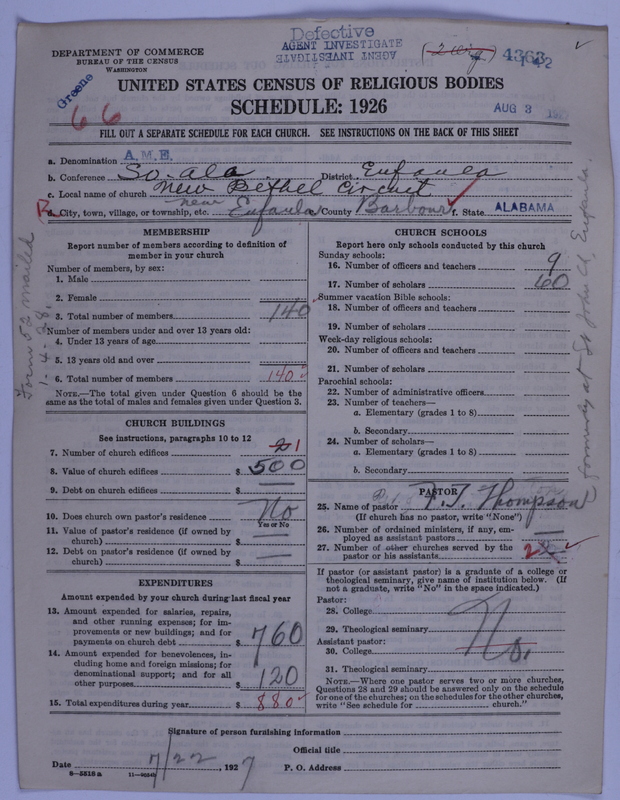 Defective
AGENT INVESTIGATE
AGENT INVESTIGATE
4363
142
DEPARTMENT OF COMMERCE
BUREAU OF THE CENSUS
WASHINGTON
Greene
66
UNITED STATES CENSUS OF RELIGIOUS BODIES
SCHEDULE: 1926
AUG 3
FILL OUT A SEPARATE SCHEDULE FOR EACH CHURCH. SEE INSTRUCTIONS ON THE BACK OF THIS SHEET
a. Denomination A.M.E.
b. Conference So. Ala District Eufaula
c. Local name of church New Bethel Circuit
R d. City, town, village, or township, etc. near Eufaula County Barbour f. State ALABAMA
MEMBERSHIP
Report number of members according to definition of
member in your church
Number of members, by sex:
1. Male
2. Female
3. Total number of members 140
Number of members under and over 13 years old:
4. Under 13 years of age
5. 13 years old and over
6. Total number of members 140
NOTE.—The total given under Question 6 should be the
same as the total of males and females given under Question 3.
CHURCH BUILDINGS
See instructions, paragraphs 10 to 12
7. Number of church edifices 2 1
8. Value of church edifices $ 500
9. Debt on church edifices $ —
10. Does church own pastor's residence No
Yes or No
11. Value of pastor's residence (if owned by
church) $ —
12. Debt on pastor's residence (if owned by
church) $ —
EXPENDITURES
Amount expended by your church during last fiscal year
13. Amount expended for salaries, repairs,
and other running expenses; for im-
provements or new buildings; and for
payments on church debt $ 760
14. Amount expended for benevolences, in-
cluding home and foreign missions; for
denominational support; and for all
other purposes $ 120
15. Total expenditures during year $ 880
CHURCH SCHOOLS
Report here only schools conducted by this church
Sunday schools:
16. Number of officers and teachers 9
17. Number of scholars 60
Summer vacation Bible schools:
18. Number of officers and teachers
19. Number of scholars
Week-day religious schools:
20. Number of officers and teachers
21. Number of scholars
Parochial schools:
22. Number of administrative officers
23. Number of teachers—
a. Elementary (grades 1 to 8)
b. Secondary
24. Number of scholars—
a. Elementary (grades 1 to 8)
b. Secondary
PASTOR
25. Name of pastor P. J. Thompson
(If church has no pastor, write "None")
26. Number of ordained ministers, if any, em-
ployed as assistant pastors —
27. Number of other churches served by the
pastor or his assistants 2
If pastor (or assistant pastor) is a graduate of a college or
theological seminary, give name of institution below. (If
not a graduate, write "No" in the space indicated.)
Pastor:
28. College
29. Theological seminary No.
Assistant pastor:
30. College
31. Theological seminary
NOTE.—Where one pastor serves two or more churches,
Questions 28 and 29 should be answered only on the schedule
for one of the churches; on the schedules for the other churches,
write "See schedule for church."
Signature of person furnishing information
Official title
Date 7/22, 1927 P. O. Address
6—5518a
Form 52 mailed
1-4-28.
formerly at St John Ch, Eufaula.